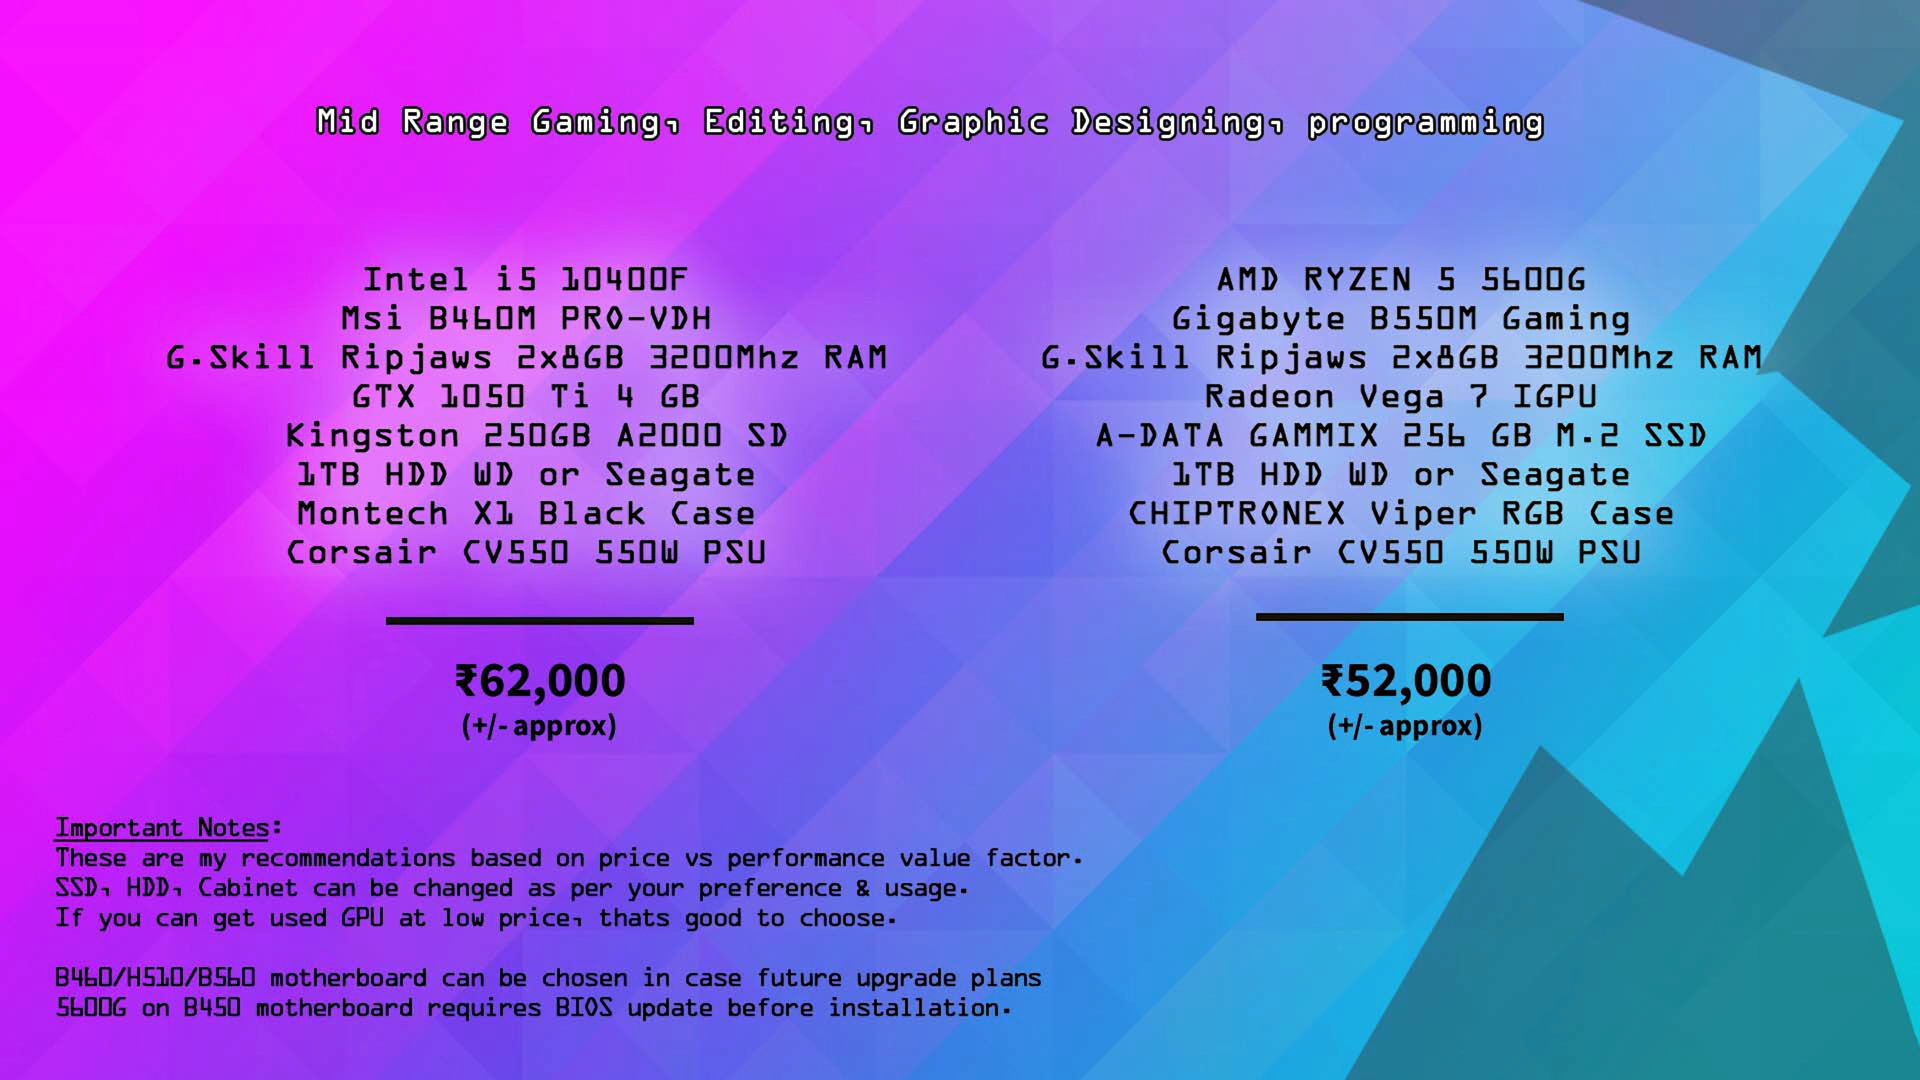 Mid Range Gaming, Editing, Graphic Designing, programming
Intel i5 10400F
Msi B460M PRO-VDH
G.Skill Ripjaws 2x8GB 3200Mhz RAM
GTX 1050 Ti 4 GB
Kingston 250GB A2000 SD
1TB HDD WD or Seagate
Montech X1 Black Case
Corsair CV550 550W PSU
₹62,000
(+/- approx)
AMD RYZEN 5 5600G
Gigabyte B550M Gaming
G.Skill Ripjaws 2x8GB 3200Mhz RAM
Radeon Vega 7 IGPU
A-DATA GAMMIX 256 GB M.2 SSD
1TB HDD WD or Seagate
CHIPTRONEX Viper RGB Case
Corsair CV550 550W PSU
₹52,000
(+/- approx)
Important Notes:
These are my recommendations based on price vs performance value factor.
SSD, HDD, Cabinet can be changed as per your preference & usage.
If you can get used GPU at low price, thats good to choose.
B460/H510/B560 motherboard can be chosen in case future upgrade plans
5600G on B450 motherboard requires BIOS update before installation.